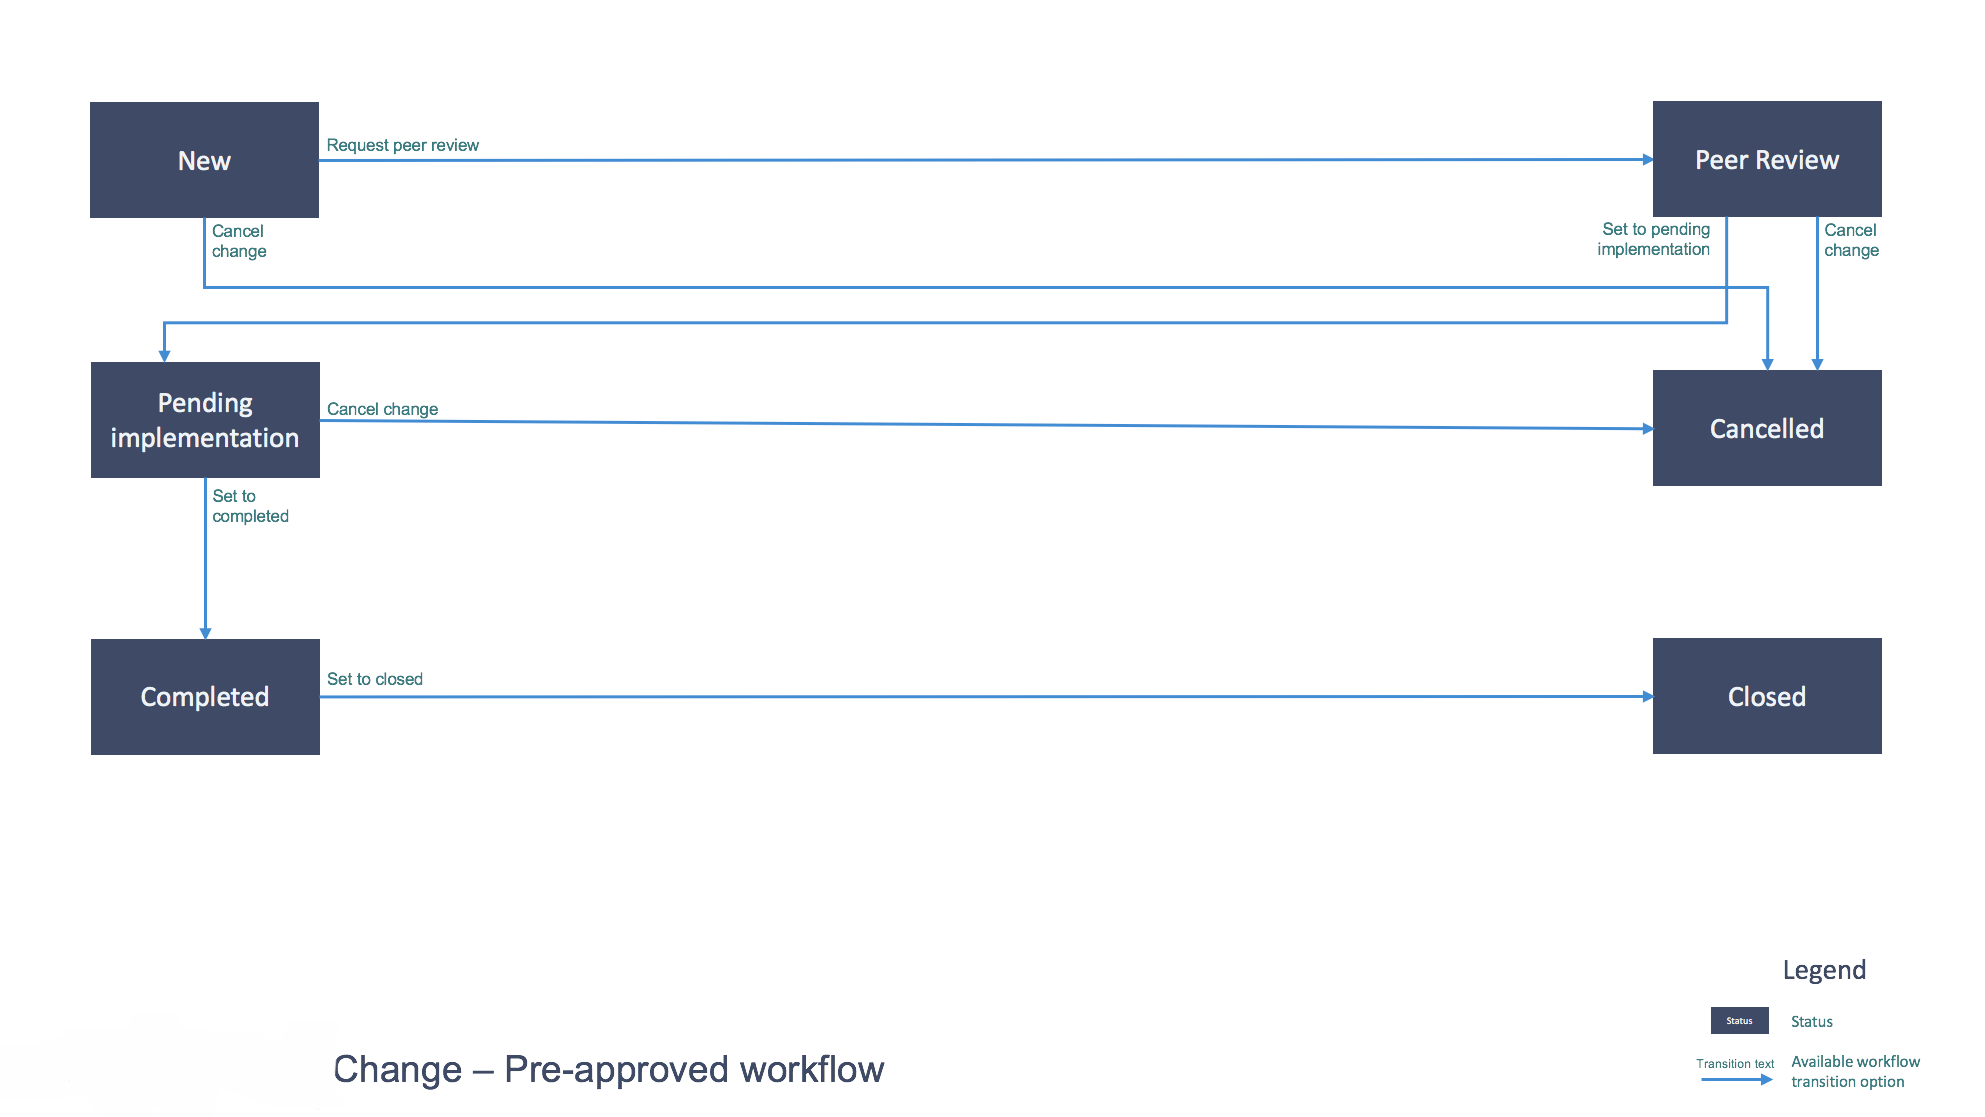 New
Request peer review
Peer Review
Cancel
change
Set to pending
implementation
Cancel
change
Pending
implementation
Cancel change
Cancelled
Set to
completed
Completed
Set to closed
Closed
Legend
Status
Status
Transition text
Available workflow
transition option
Change – Pre-approved workflow